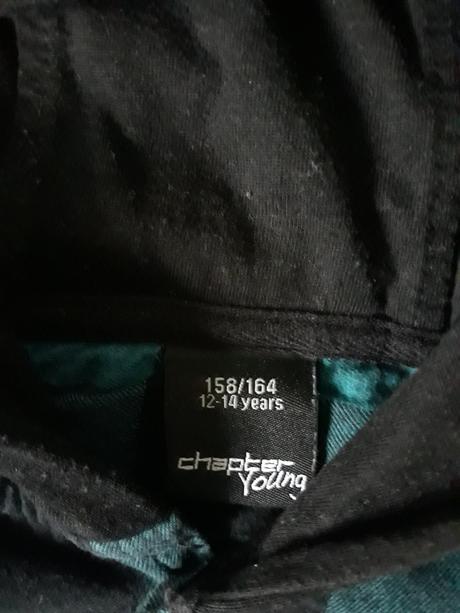 158/164
12-14 years
chapter
Young